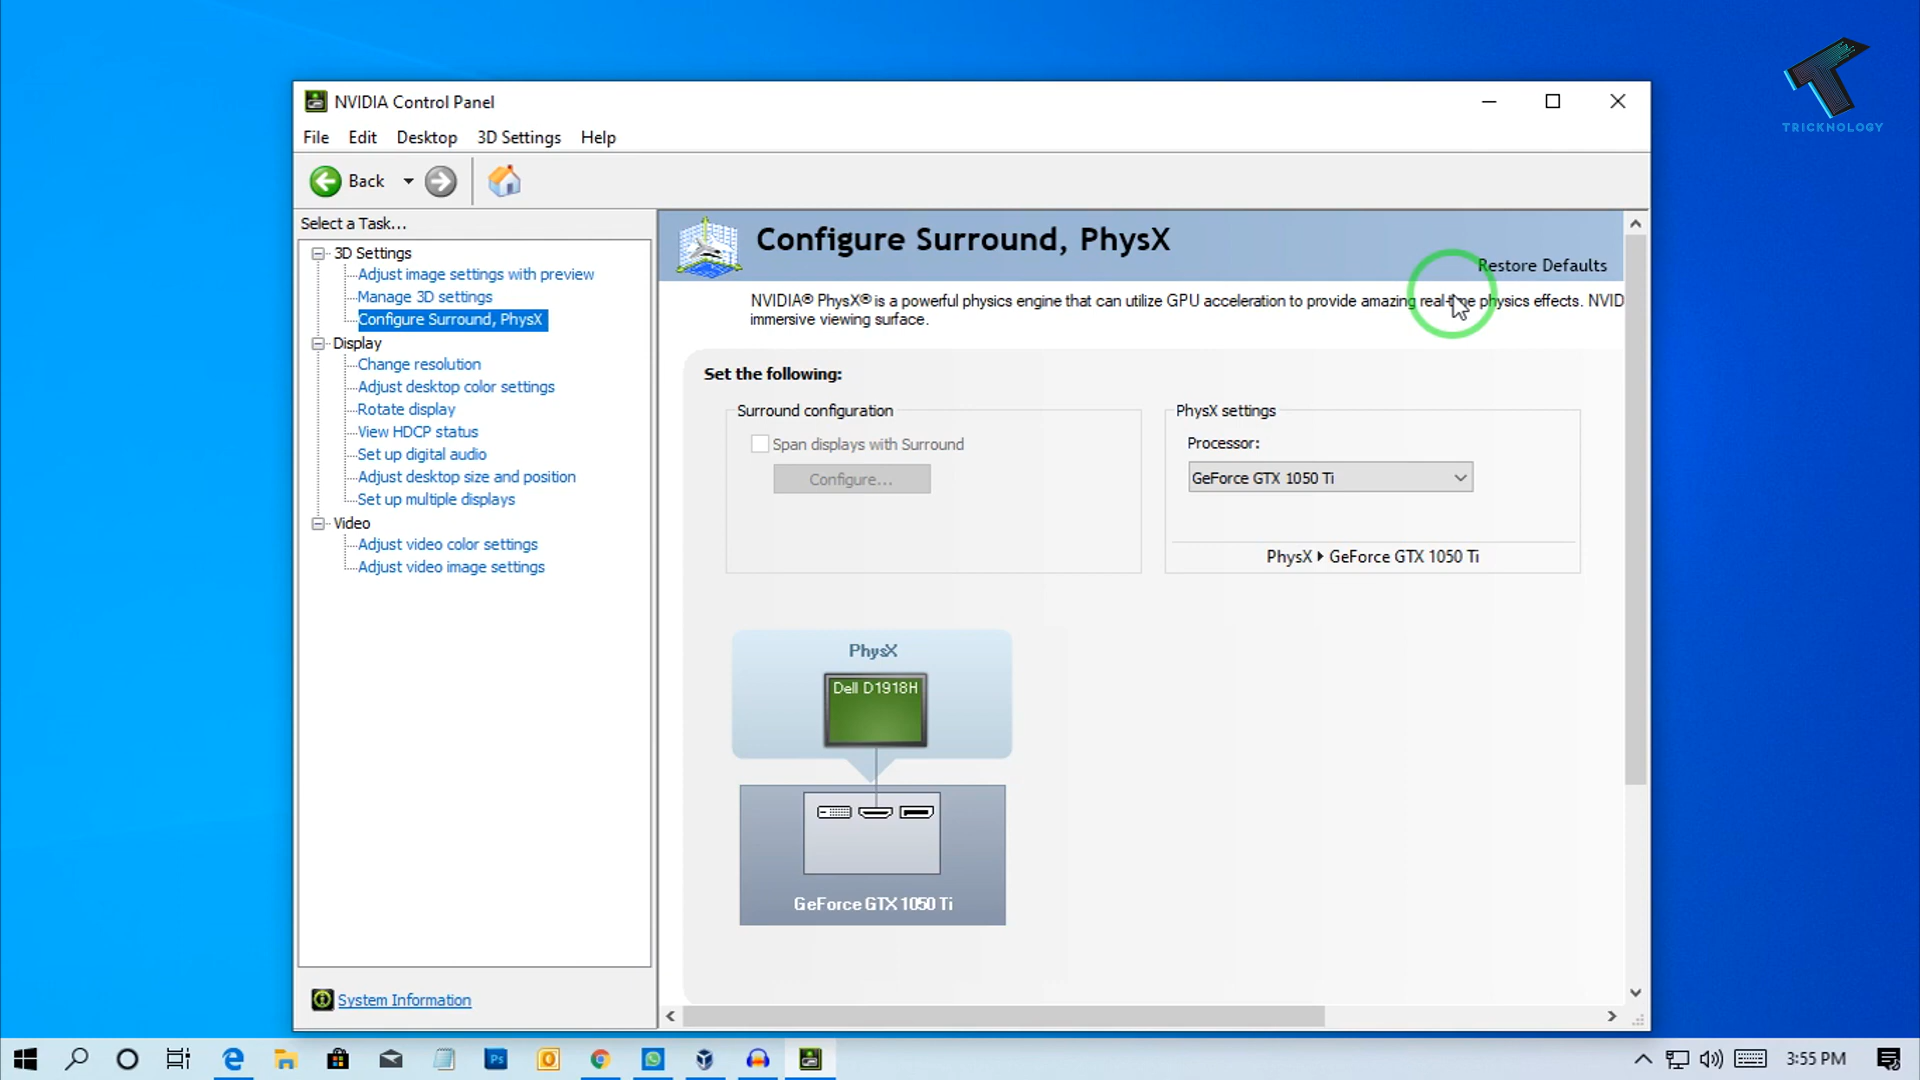 TRICKNOLOGY
NVIDIA Control Panel
File Edit Desktop 3D Settings Help
Back
Select a Task...
3D Settings
Adjust image settings with preview
Manage 3D settings
Configure Surround, PhysX
Display
Change resolution
Adjust desktop color settings
Rotate display
View HDCP status
Set up digital audio
Adjust desktop size and position
Set up multiple displays
Video
Adjust video color settings
Adjust video image settings
System Information
Configure Surround, PhysX
Restore Defaults
NVIDIA® PhysX® is a powerful physics engine that can utilize GPU acceleration to provide amazing real-time physics effects. NVID
immersive viewing surface.
Set the following:
Surround configuration
Span displays with Surround
Configure...
PhysX settings
Processor:
GeForce GTX 1050 Ti
PhysX GeForce GTX 1050 Ti
PhysX
Dell D1918H
GeForce GTX 1050 Ti
Ps
3:55 PM